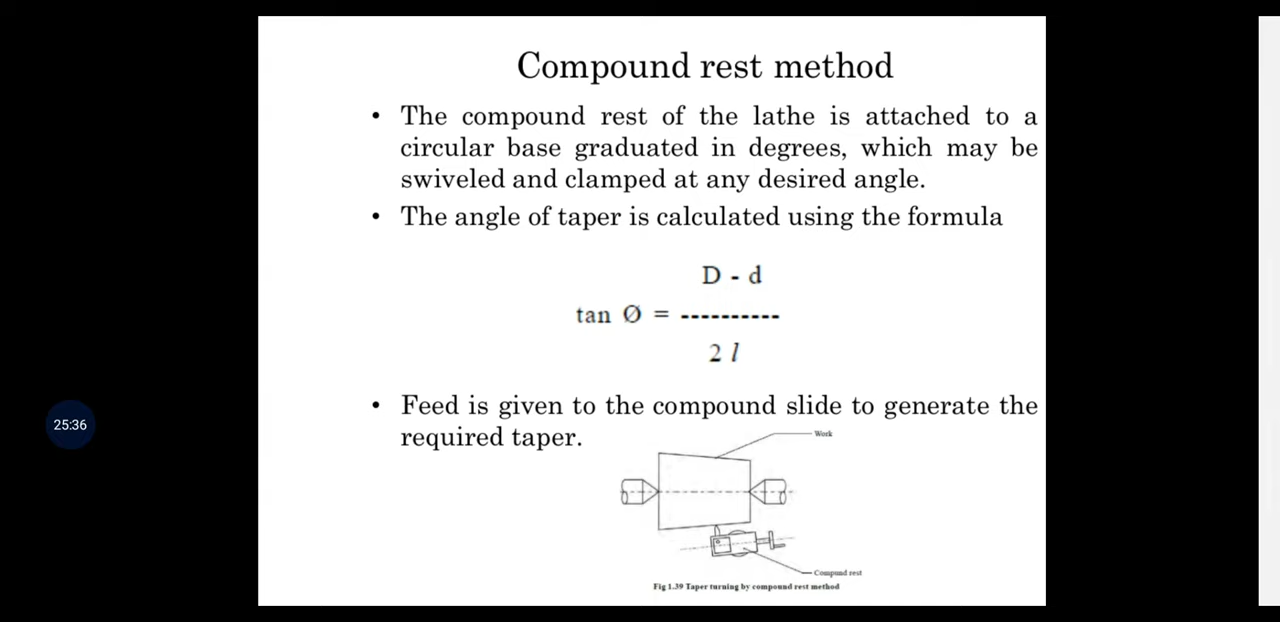 Compound rest method
• The compound rest of the lathe is attached to a
circular base graduated in degrees, which may be
swiveled and clamped at any desired angle.
• The angle of taper is calculated using the formula
D - d
tan Ø = ----------
2 l
• Feed is given to the compound slide to generate the
required taper.
25:36
Work
Compund rest
Fig 1.39 Taper turning by compound rest method